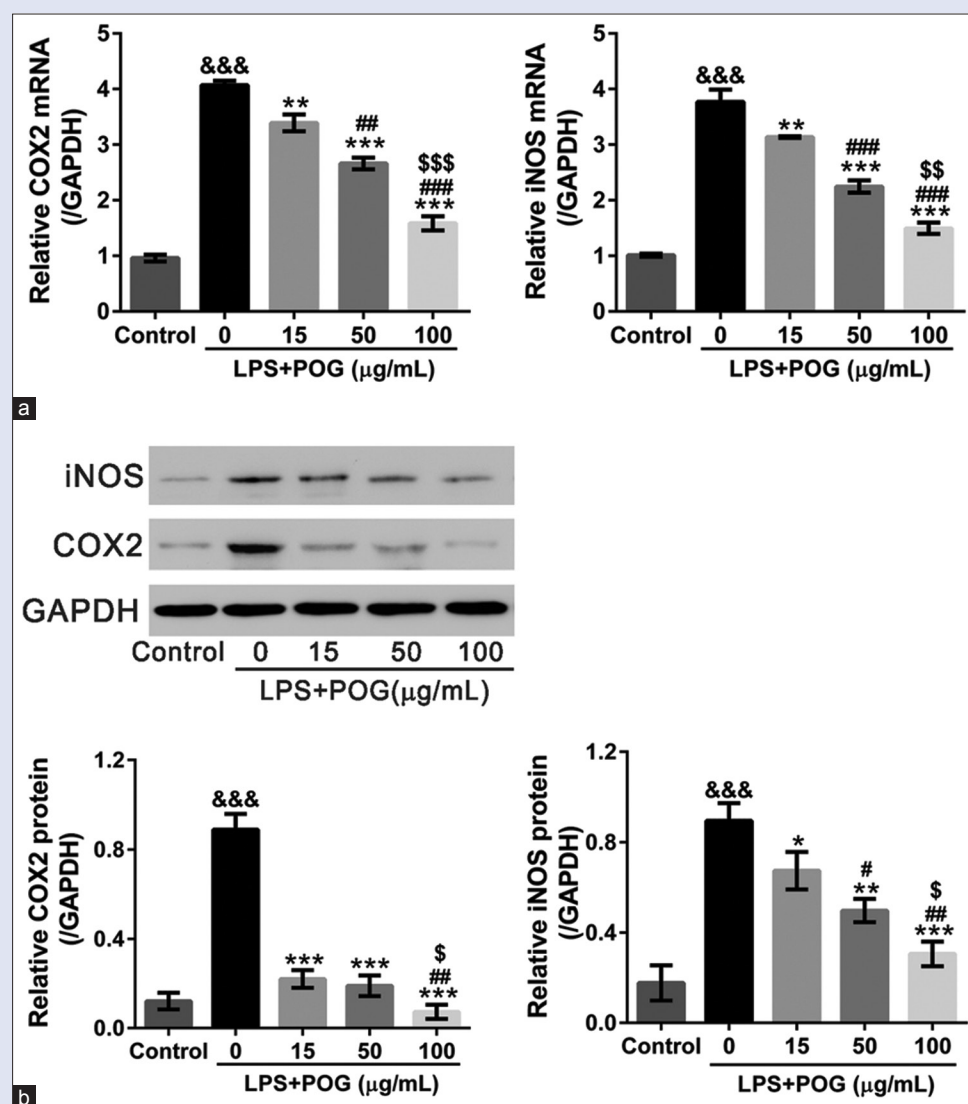 Relative COX2 mRNA
(/GAPDH)
5
4
3
2
1
0
&&&
**
##
***
$$$
###
***
Control 0 15 50 100
LPS+POG (μg/mL)
Relative iNOS mRNA
(/GAPDH)
5
4
3
2
1
0
&&&
**
###
***
$$
###
***
Control 0 15 50 100
LPS+POG (μg/mL)
a
iNOS
COX2
GAPDH
Control 0 15 50 100
LPS+POG(μg/mL)
Relative COX2 protein
(/GAPDH)
1.2
0.8
0.4
0.0
&&&
***
***
$
##
***
Control 0 15 50 100
LPS+POG (μg/mL)
Relative iNOS protein
(/GAPDH)
1.2
0.8
0.4
0.0
&&&
*
#
**
$
##
***
Control 0 15 50 100
LPS+POG (μg/mL)
b